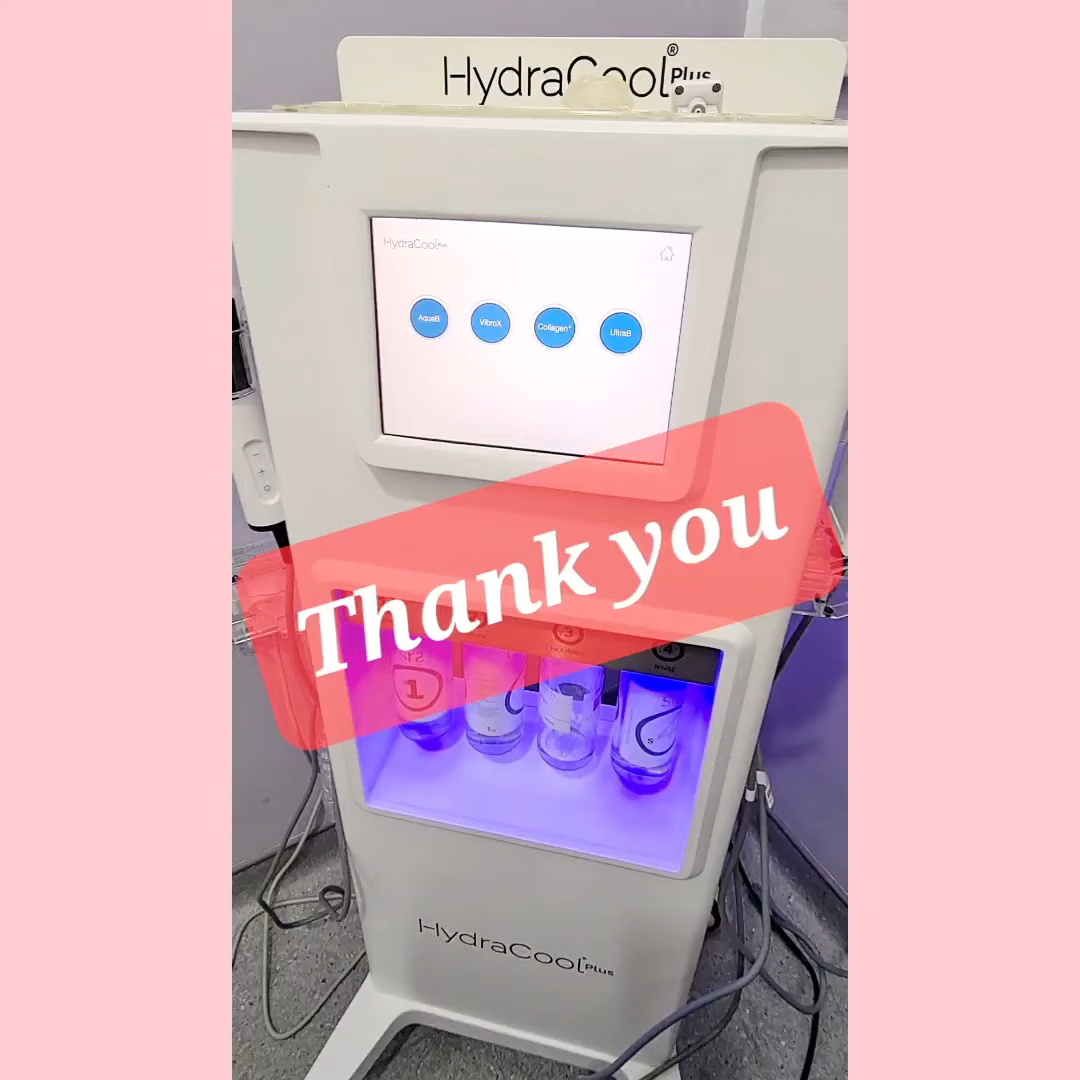 HydraCool® Plus
HydraCool Plus
AquaB
VibroX
Collagen+
UltraB
Thank you
3
NOURISH
4
RINSE
1
S
HydraCool Plus